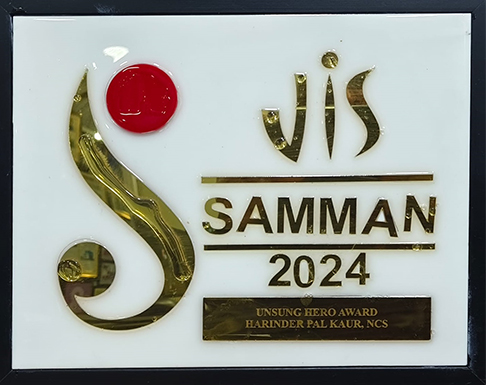 JIS
SAMMAN
2024
UNSUNG HERO AWARD
HARINDER PAL KAUR, NCS